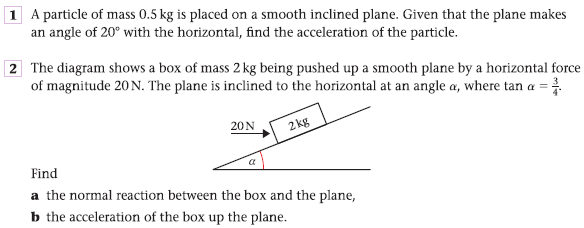 1 A particle of mass 0.5 kg is placed on a smooth inclined plane. Given that the plane makes
an angle of 20° with the horizontal, find the acceleration of the particle.
2 The diagram shows a box of mass 2 kg being pushed up a smooth plane by a horizontal force
of magnitude 20 N. The plane is inclined to the horizontal at an angle α, where tan α = 3/4.
20 N
2 kg
α
Find
a the normal reaction between the box and the plane,
b the acceleration of the box up the plane.